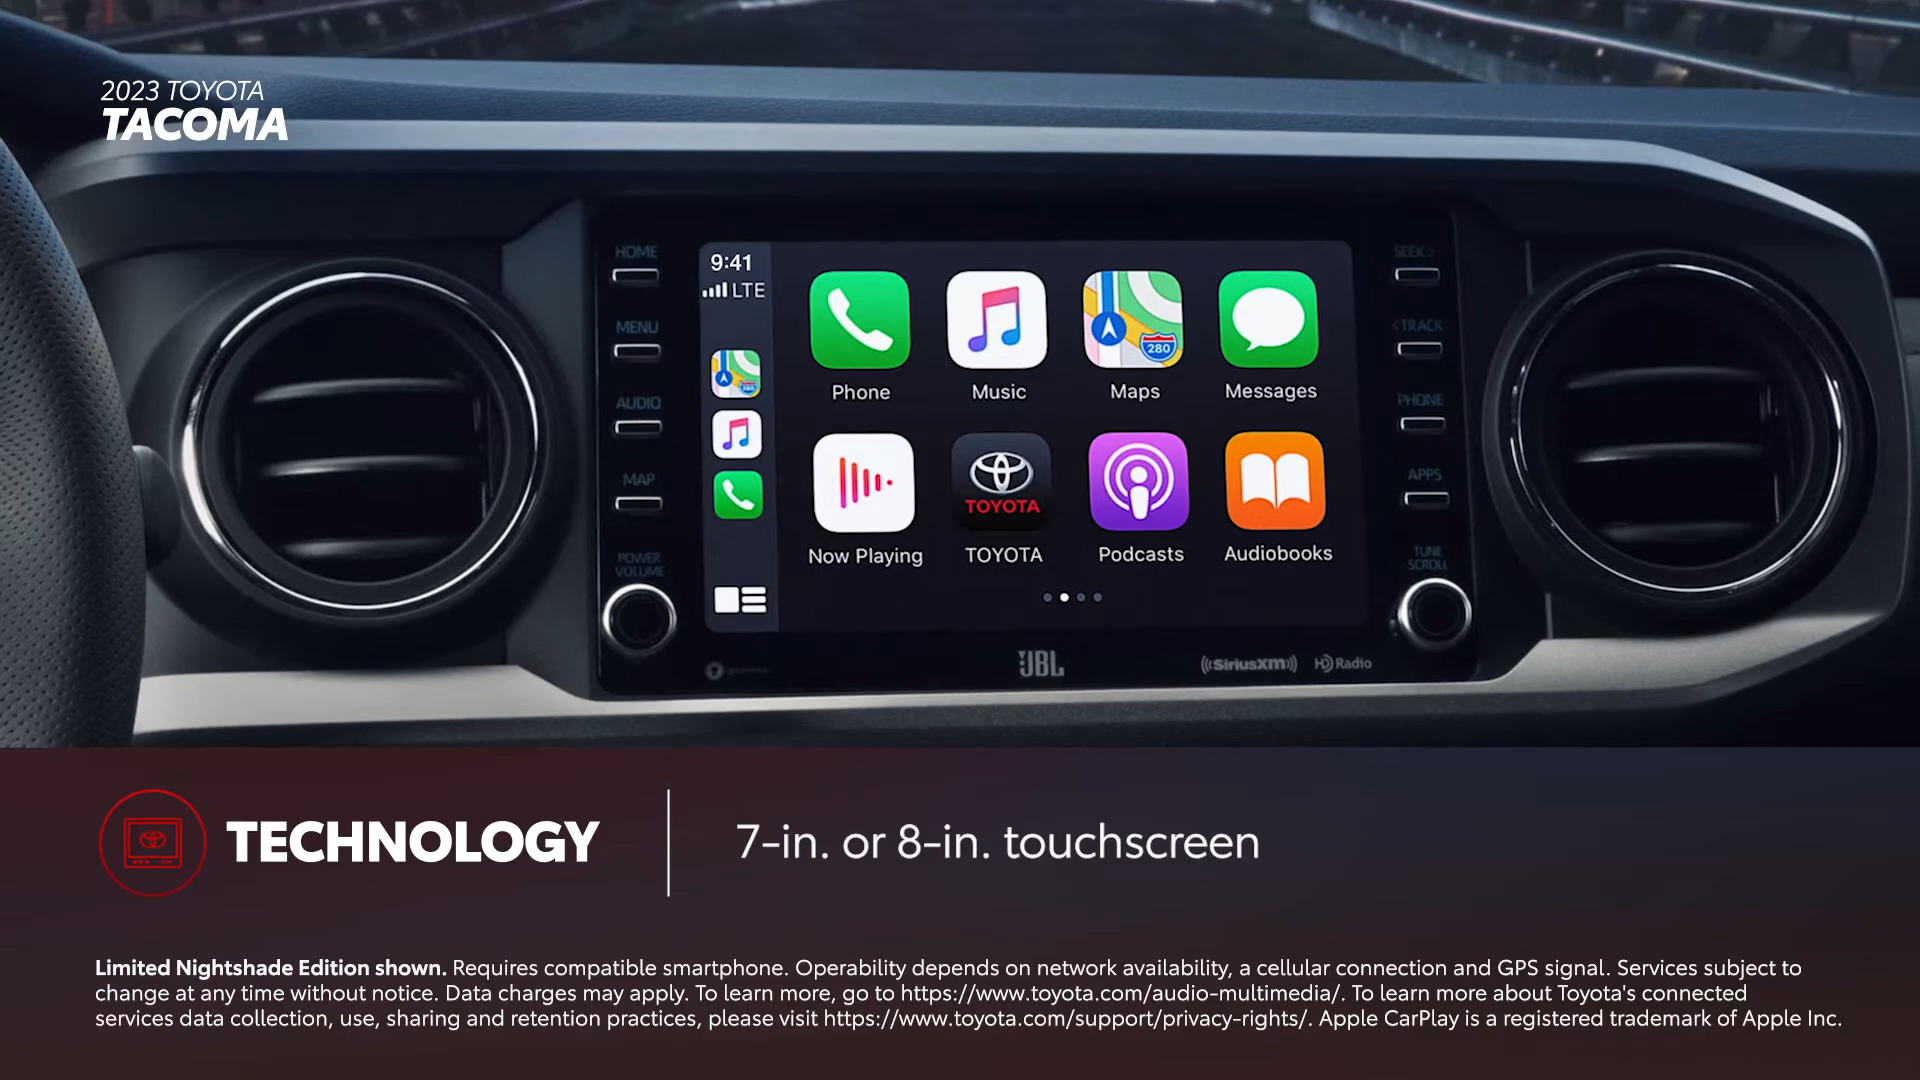 2023 TOYOTA
TACOMA
HOME
MENU
AUDIO
MAP
POWER
VOLUME
9:41
LTE
280
Phone
Music
Maps
Messages
TOYOTA
Now Playing
TOYOTA
Podcasts
Audiobooks
SEEK>
<TRACK
PHONE
APPS
TUNE
SCROLL
JBL
((SiriusXM))
HD Radio
TECHNOLOGY
7-in. or 8-in. touchscreen
Limited Nightshade Edition shown. Requires compatible smartphone. Operability depends on network availability, a cellular connection and GPS signal. Services subject to
change at any time without notice. Data charges may apply. To learn more, go to https://www.toyota.com/audio-multimedia/. To learn more about Toyota's connected
services data collection, use, sharing and retention practices, please visit https://www.toyota.com/support/privacy-rights/. Apple CarPlay is a registered trademark of Apple Inc.